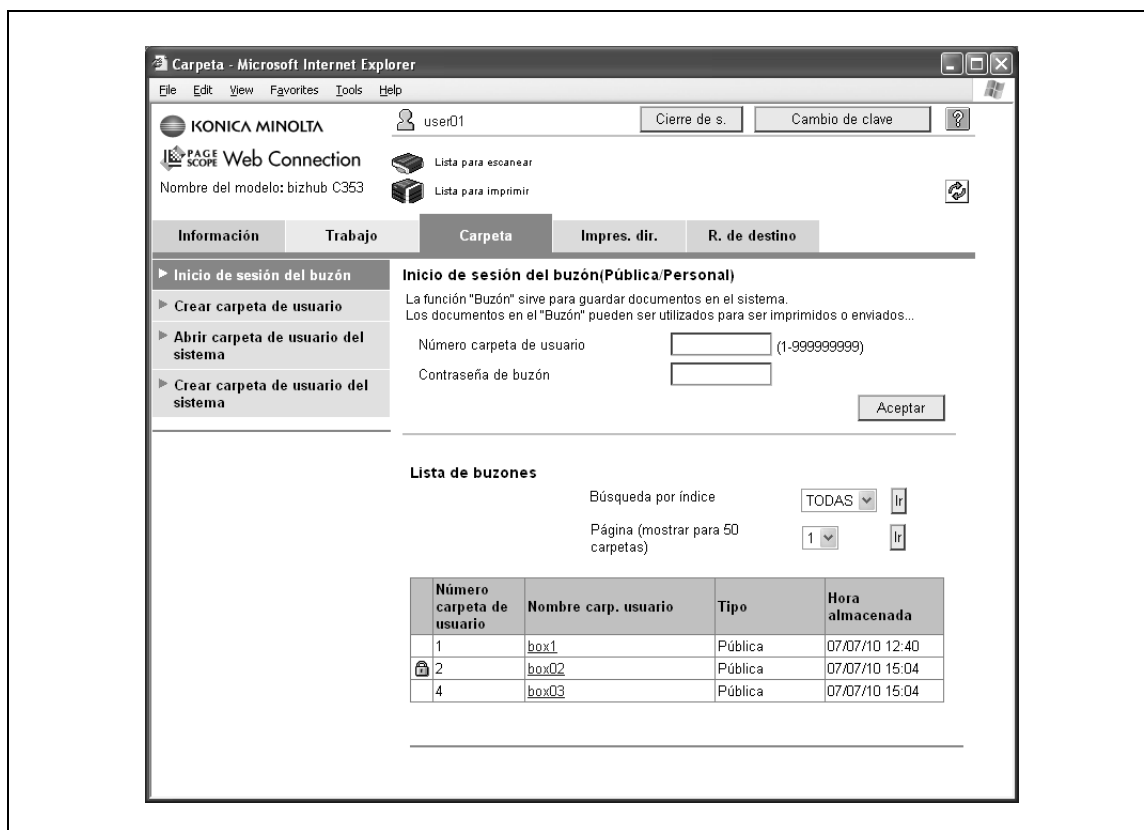 Carpeta - Microsoft Internet Explorer
File Edit View Favorites Tools Help
KONICA MINOLTA
user01
Cierre de s.
Cambio de clave
?
PAGE SCOPE Web Connection
Nombre del modelo: bizhub C353
Lista para escanear
Lista para imprimir
Información Trabajo Carpeta Impres. dir. R. de destino
Inicio de sesión del buzón
Crear carpeta de usuario
Abrir carpeta de usuario del
sistema
Crear carpeta de usuario del
sistema
Inicio de sesión del buzón(Pública/Personal)
La función "Buzón" sirve para guardar documentos en el sistema.
Los documentos en el "Buzón" pueden ser utilizados para ser imprimidos o enviados...
Número carpeta de usuario (1-999999999)
Contraseña de buzón
Aceptar
Lista de buzones
Búsqueda por índice TODAS Ir
Página (mostrar para 50
carpetas) 1 Ir
Número
carpeta de
usuario
Nombre carp. usuario
Tipo
Hora
almacenada
1 box1 Pública 07/07/10 12:40
2 box02 Pública 07/07/10 15:04
4 box03 Pública 07/07/10 15:04